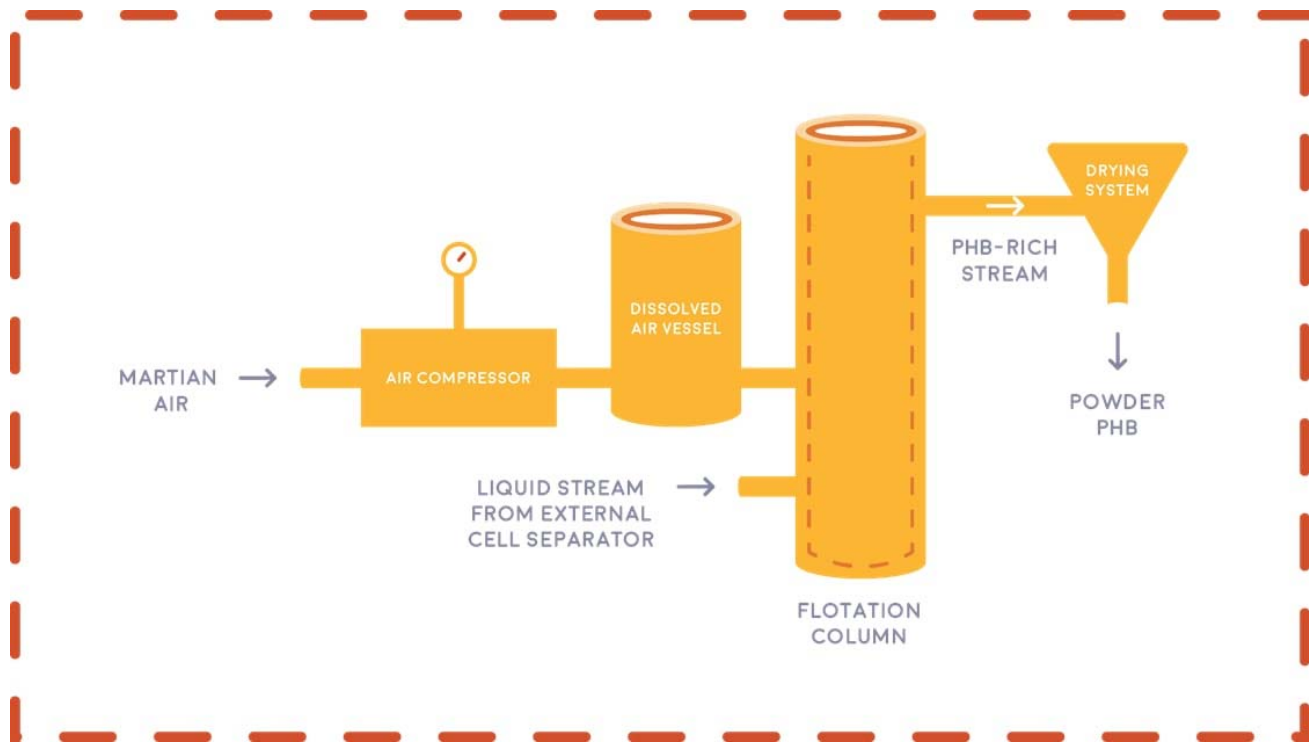 DRYING
SYSTEM
PHB-RICH
STREAM
DISSOLVED
AIR VESSEL
MARTIAN
AIR
AIR COMPRESSOR
POWDER
PHB
LIQUID STREAM
FROM EXTERNAL
CELL SEPARATOR
FLOTATION
COLUMN